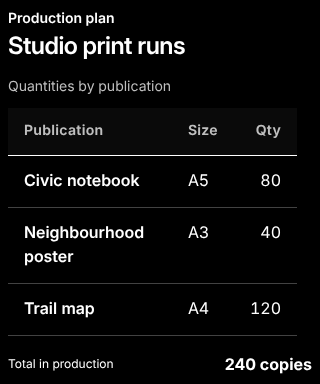 Production plan
Studio print runs
Quantities by publication
Publication Size Qty
Civic notebook A5 80
Neighbourhood A3 40
poster
Trail map A4 120
Total in production 240 copies